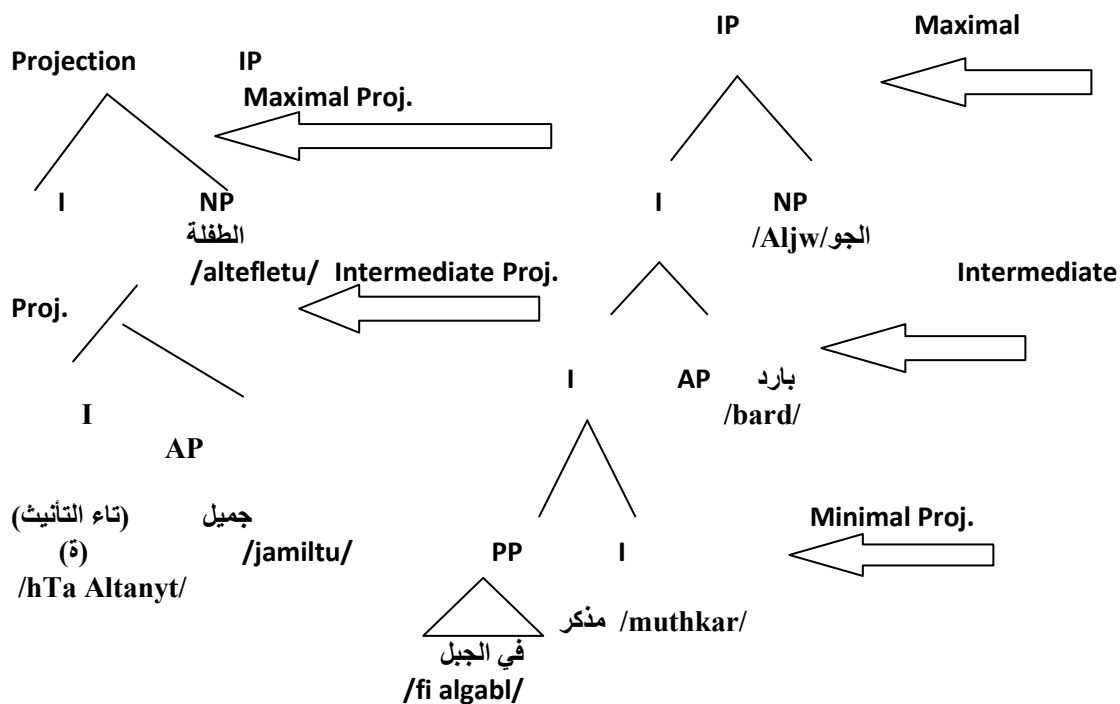 IP Maximal
Projection IP
Maximal Proj.
I NP I NP
الطفلة /Aljw/الجو
/altefletu/ Intermediate Proj. Intermediate
Proj.
I AP بارد
/bard/
I
AP
(تاء التأنيث) جميل Minimal Proj.
(ة) /jamiltu/ PP I
/hTa Altanyt/
مذكر /muthkar/
في الجبل
/fi algabl/